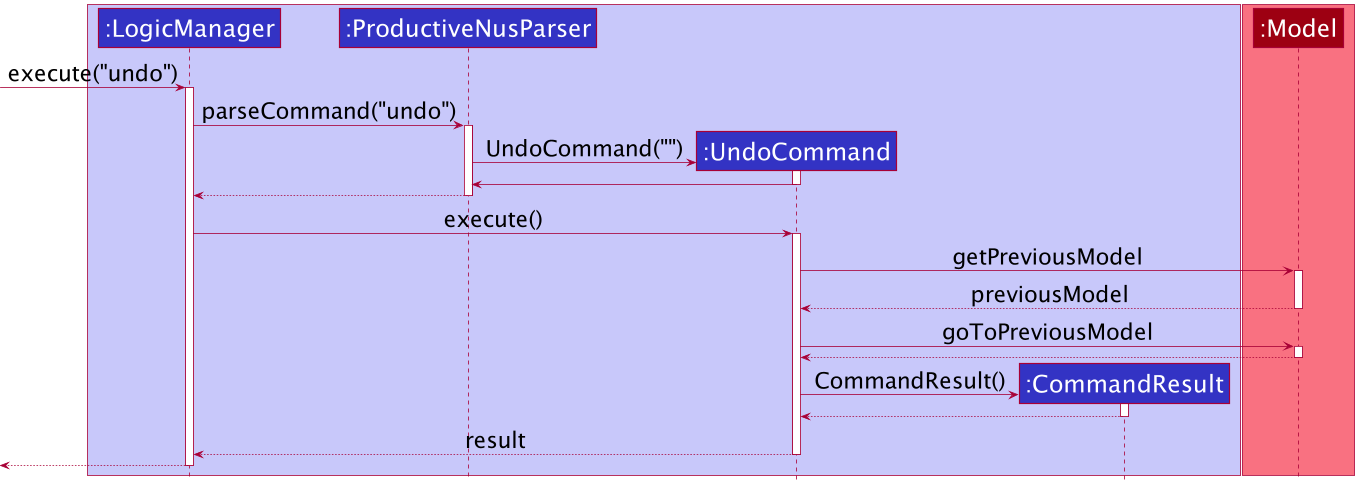 :LogicManager
:ProductiveNusParser
:Model
execute("undo")
parseCommand("undo")
UndoCommand("")
:UndoCommand
execute()
getPreviousModel
previousModel
goToPreviousModel
CommandResult()
:CommandResult
result